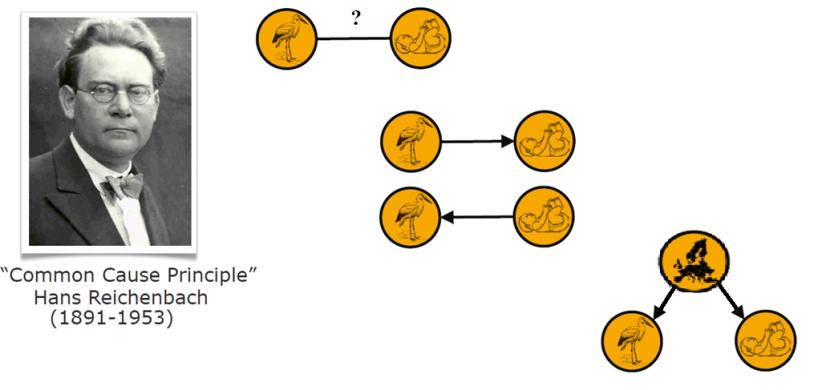 ?
“Common Cause Principle”
Hans Reichenbach
(1891-1953)